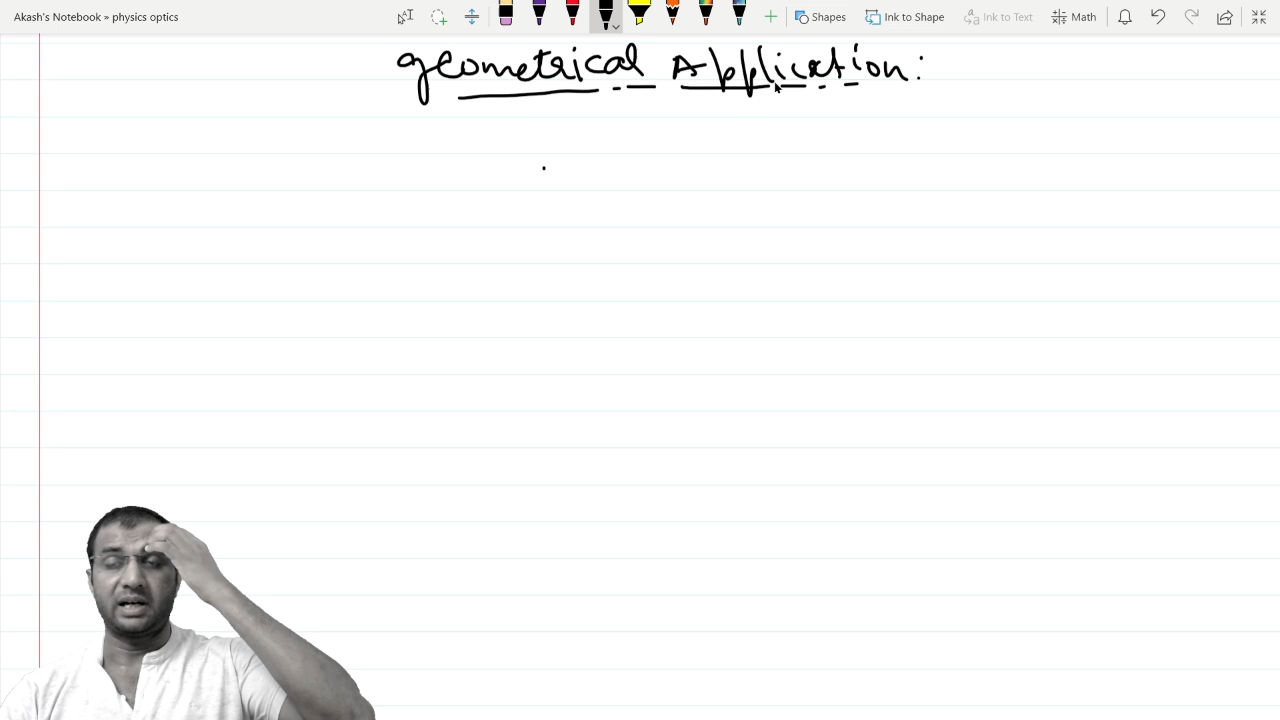 Akash's Notebook » physics optics
Shapes
Ink to Shape
Ink to Text
Math
geometrical Application: